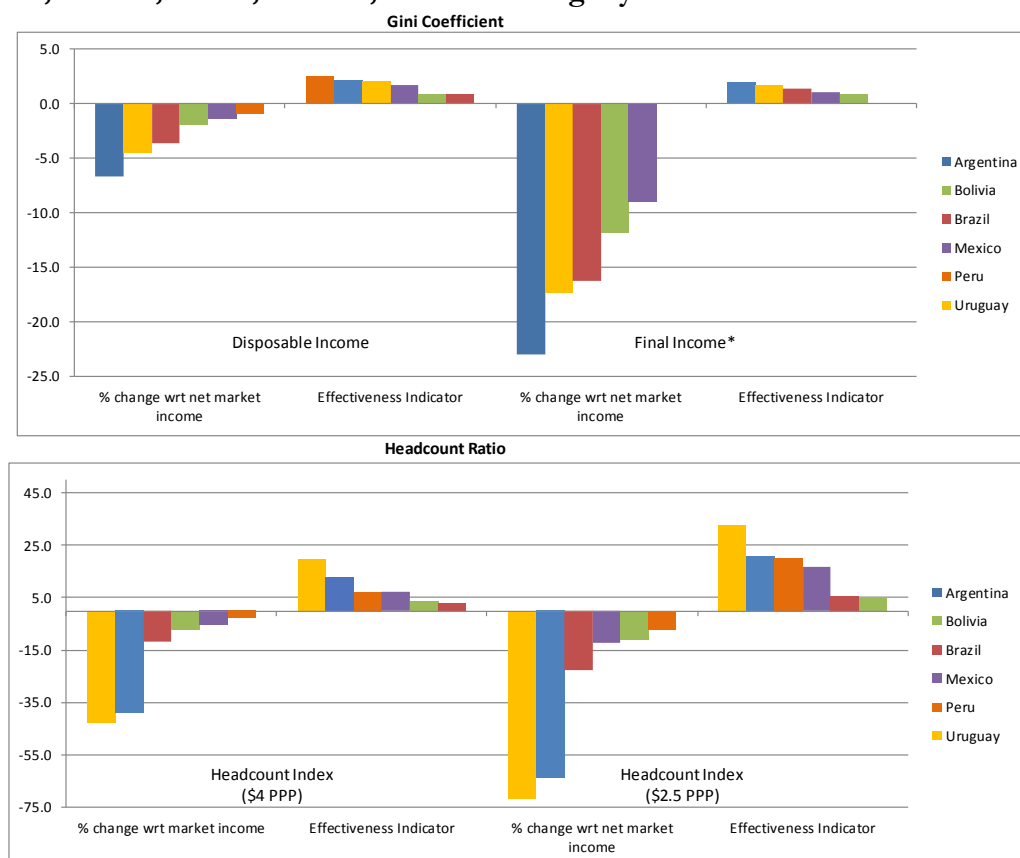 Gini Coefficient
5.0
0.0
-5.0
-10.0
-15.0
-20.0
-25.0
Disposable Income
Final Income*
% change wrt net market income
Effectiveness Indicator
% change wrt net market income
Effectiveness Indicator
Argentina
Bolivia
Brazil
Mexico
Peru
Uruguay
Headcount Ratio
45.0
25.0
5.0
-15.0
-35.0
-55.0
-75.0
Headcount Index
($4 PPP)
Headcount Index
($2.5 PPP)
% change wrt market income
Effectiveness Indicator
% change wrt net market
income
Effectiveness Indicator
Argentina
Bolivia
Brazil
Mexico
Peru
Uruguay